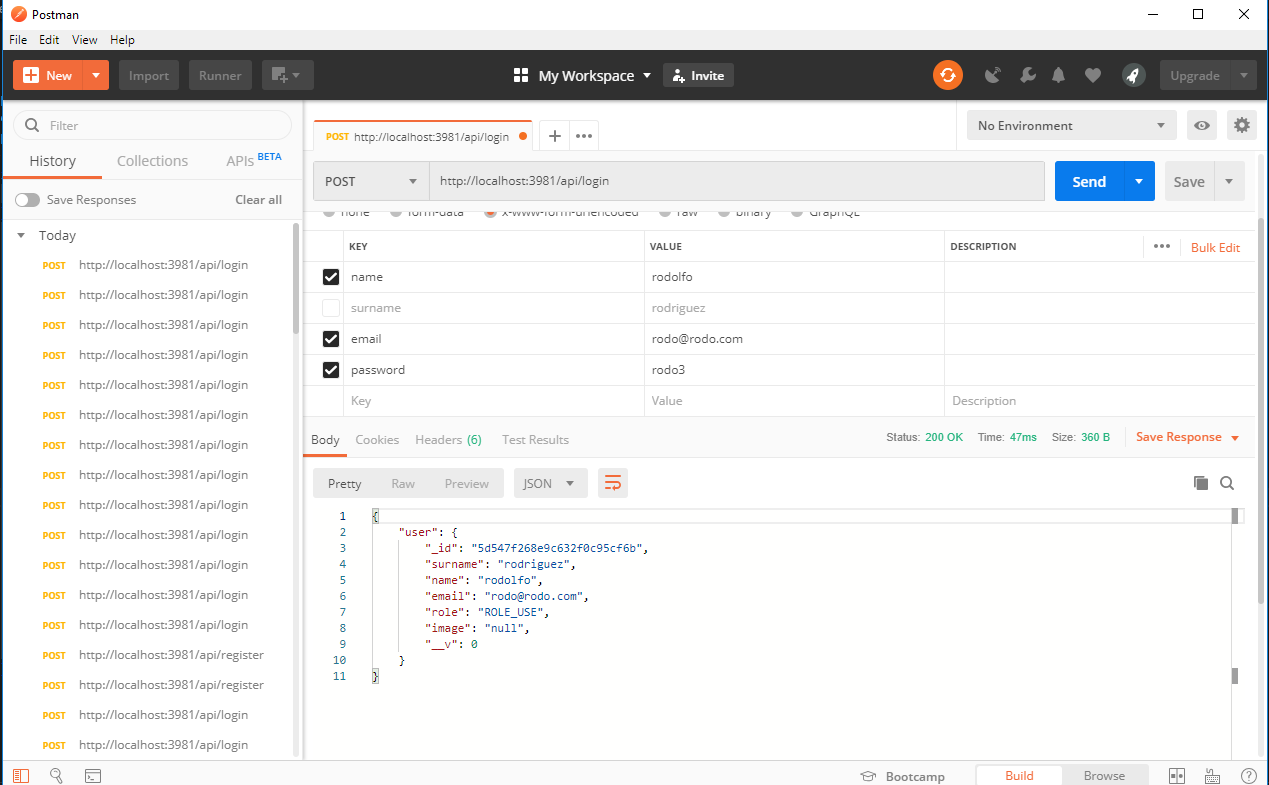 Postman
File Edit View Help
New Import Runner My Workspace Invite Upgrade
Filter
History Collections APIs BETA
Save Responses Clear all
Today
POST http://localhost:3981/api/login
POST http://localhost:3981/api/login
POST http://localhost:3981/api/login
POST http://localhost:3981/api/login
POST http://localhost:3981/api/login
POST http://localhost:3981/api/login
POST http://localhost:3981/api/login
POST http://localhost:3981/api/login
POST http://localhost:3981/api/login
POST http://localhost:3981/api/login
POST http://localhost:3981/api/login
POST http://localhost:3981/api/login
POST http://localhost:3981/api/login
POST http://localhost:3981/api/register
POST http://localhost:3981/api/register
POST http://localhost:3981/api/login
POST http://localhost:3981/api/login
POST http://localhost:3981/api/login
No Environment
POST http://localhost:3981/api/login Send Save
none form-data x-www-form-urlencoded raw binary GraphQL
KEY VALUE DESCRIPTION Bulk Edit
name rodolfo
surname rodriguez
email rodo@rodo.com
password rodo3
Key Value Description
Body Cookies Headers (6) Test Results Status: 200 OK Time: 47ms Size: 360 B Save Response
Pretty Raw Preview JSON
1 {
2 "user": {
3 "_id": "5d547f268e9c632f0c95cf6b",
4 "surname": "rodriguez",
5 "name": "rodolfo",
6 "email": "rodo@rodo.com",
7 "role": "ROLE_USE",
8 "image": "null",
9 "__v": 0
10 }
11 }
Bootcamp Build Browse